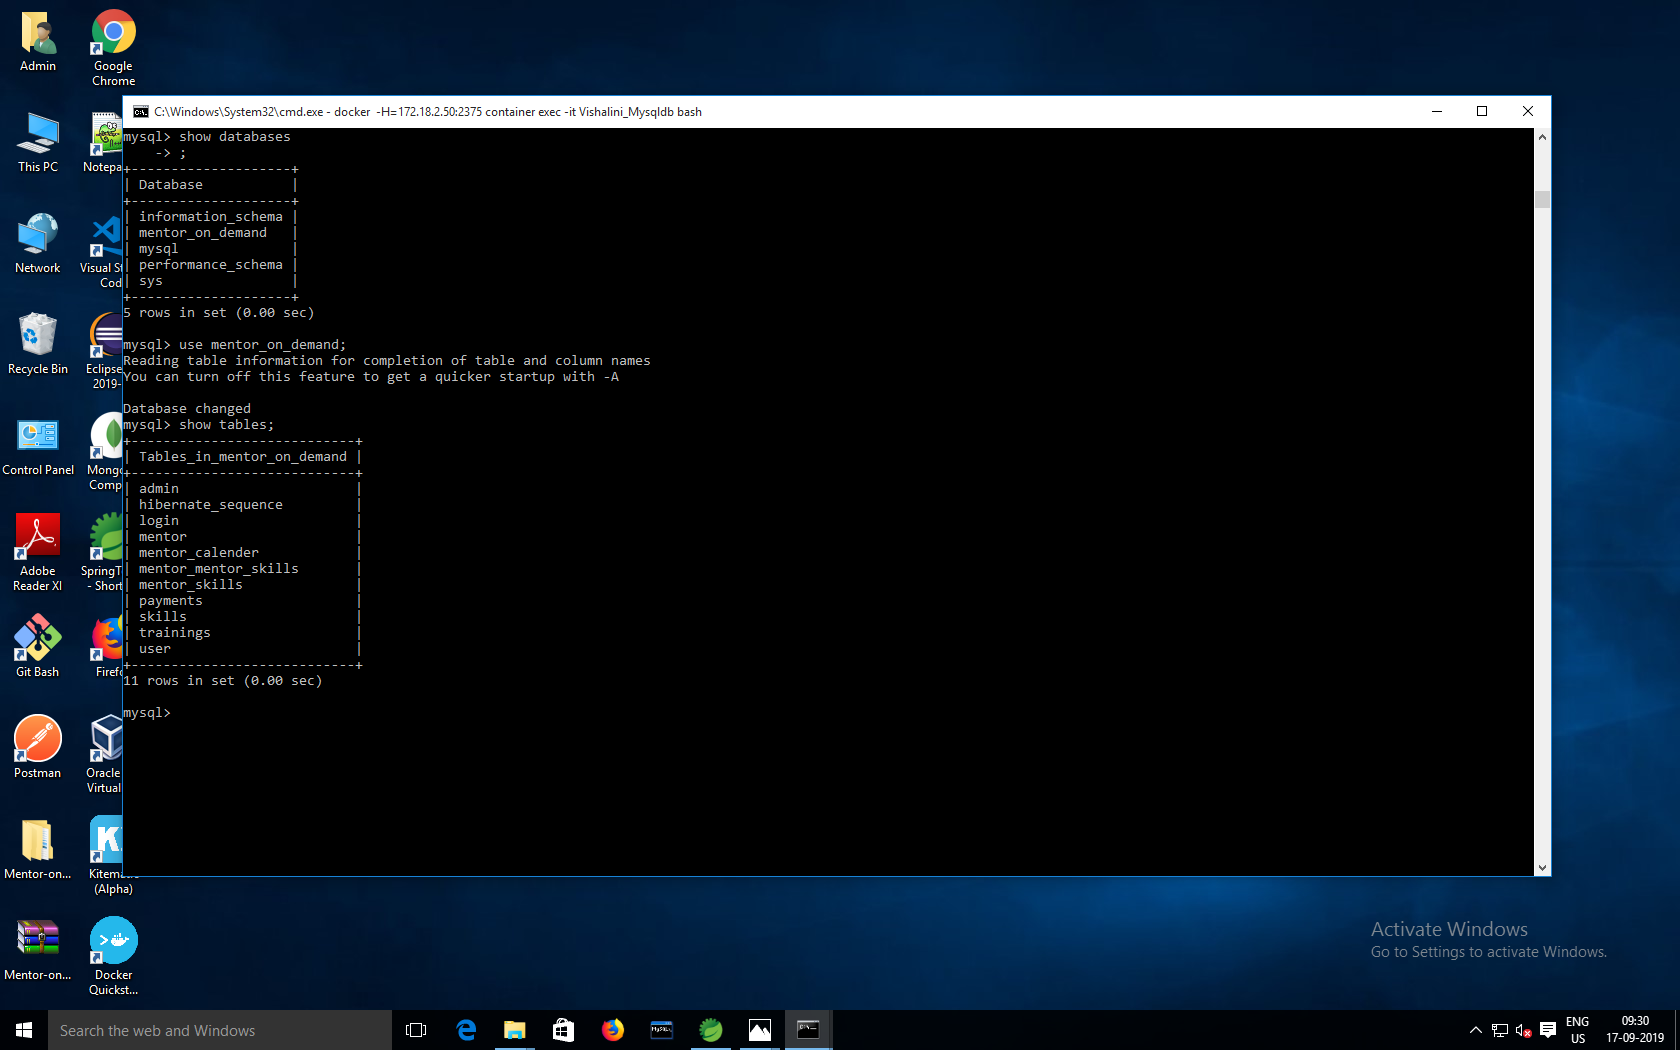 Admin
Google
Chrome
This PC
Notepa
Network
Visual St
Cod
Recycle Bin
Eclipse
2019-
Control Panel
Mongo
Comp
Adobe
Reader XI
SpringT
- Short
Git Bash
Firefo
Postman
Oracle
Virtual
Mentor-on...
Kitema...
(Alpha)
Mentor-on...
Docker
Quickst...
C:\Windows\System32\cmd.exe - docker  -H=172.18.2.50:2375 container exec -it Vishalini_Mysqldb bash
mysql> show databases
    -> ;
+--------------------+
| Database           |
+--------------------+
| information_schema |
| mentor_on_demand   |
| mysql              |
| performance_schema |
| sys                |
+--------------------+
5 rows in set (0.00 sec)
mysql> use mentor_on_demand;
Reading table information for completion of table and column names
You can turn off this feature to get a quicker startup with -A
Database changed
mysql> show tables;
+----------------------------+
| Tables_in_mentor_on_demand |
+----------------------------+
| admin                      |
| hibernate_sequence         |
| login                      |
| mentor                     |
| mentor_calender            |
| mentor_mentor_skills       |
| mentor_skills              |
| payments                   |
| skills                     |
| trainings                  |
| user                       |
+----------------------------+
11 rows in set (0.00 sec)
mysql>
Activate Windows
Go to Settings to activate Windows.
Search the web and Windows
ENG
US
09:30
17-09-2019